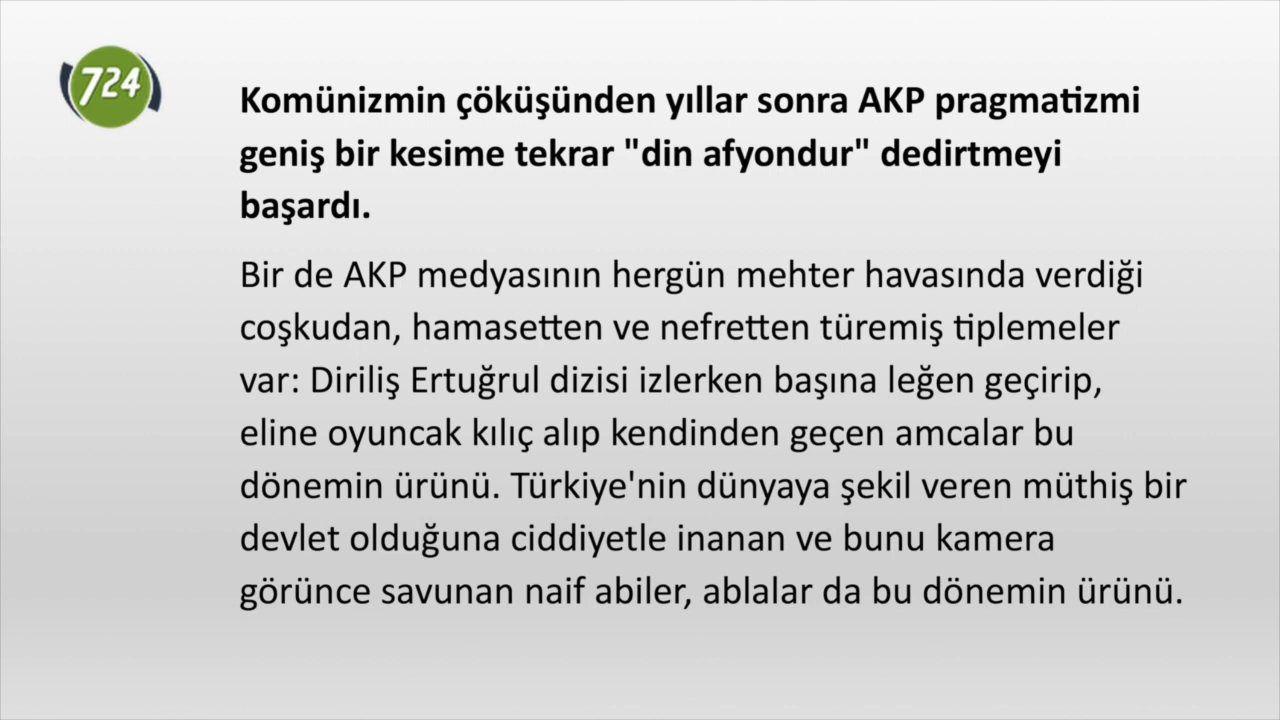 724
Komünizmin çöküşünden yıllar sonra AKP pragmatizmi
geniş bir kesime tekrar "din afyondur" dedirtmeyi
başardı.
Bir de AKP medyasının hergün mehter havasında verdiği
coşkudan, hamasetten ve nefretten türemiş tiplemeler
var: Diriliş Ertuğrul dizisi izlerken başına leğen geçirip,
eline oyuncak kılıç alıp kendinden geçen amcalar bu
dönemin ürünü. Türkiye'nin dünyaya şekil veren müthiş bir
devlet olduğuna ciddiyetle inanan ve bunu kamera
görünce savunan naif abiler, ablalar da bu dönemin ürünü.